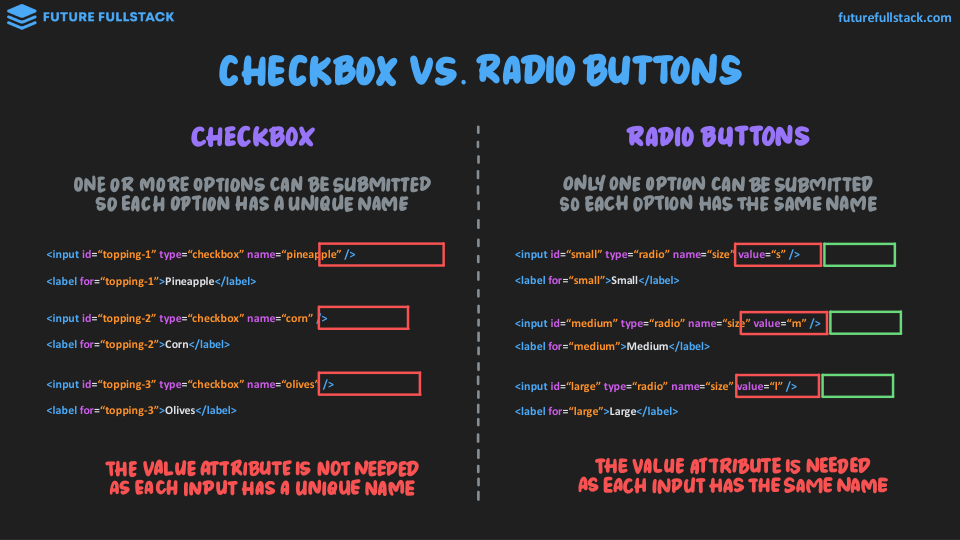 FUTURE FULLSTACK
futurefullstack.com
CHECKBOX VS. RADIO BUTTONS
CHECKBOX
ONE OR MORE OPTIONS CAN BE SUBMITTED
SO EACH OPTION HAS A UNIQUE NAME
<input id=“topping-1” type=“checkbox” name=“pineapple” />
<label for=“topping-1”>Pineapple</label>
<input id=“topping-2” type=“checkbox” name=“corn” />
<label for=“topping-2”>Corn</label>
<input id=“topping-3” type=“checkbox” name=“olives” />
<label for=“topping-3”>Olives</label>
THE VALUE ATTRIBUTE IS NOT NEEDED
AS EACH INPUT HAS A UNIQUE NAME
RADIO BUTTONS
ONLY ONE OPTION CAN BE SUBMITTED
SO EACH OPTION HAS THE SAME NAME
<input id=“small” type=“radio” name=“size” value=“s” />
<label for=“small”>Small</label>
<input id=“medium” type=“radio” name=“size” value=“m” />
<label for=“medium”>Medium</label>
<input id=“large” type=“radio” name=“size” value=“l” />
<label for=“large”>Large</label>
THE VALUE ATTRIBUTE IS NEEDED
AS EACH INPUT HAS THE SAME NAME